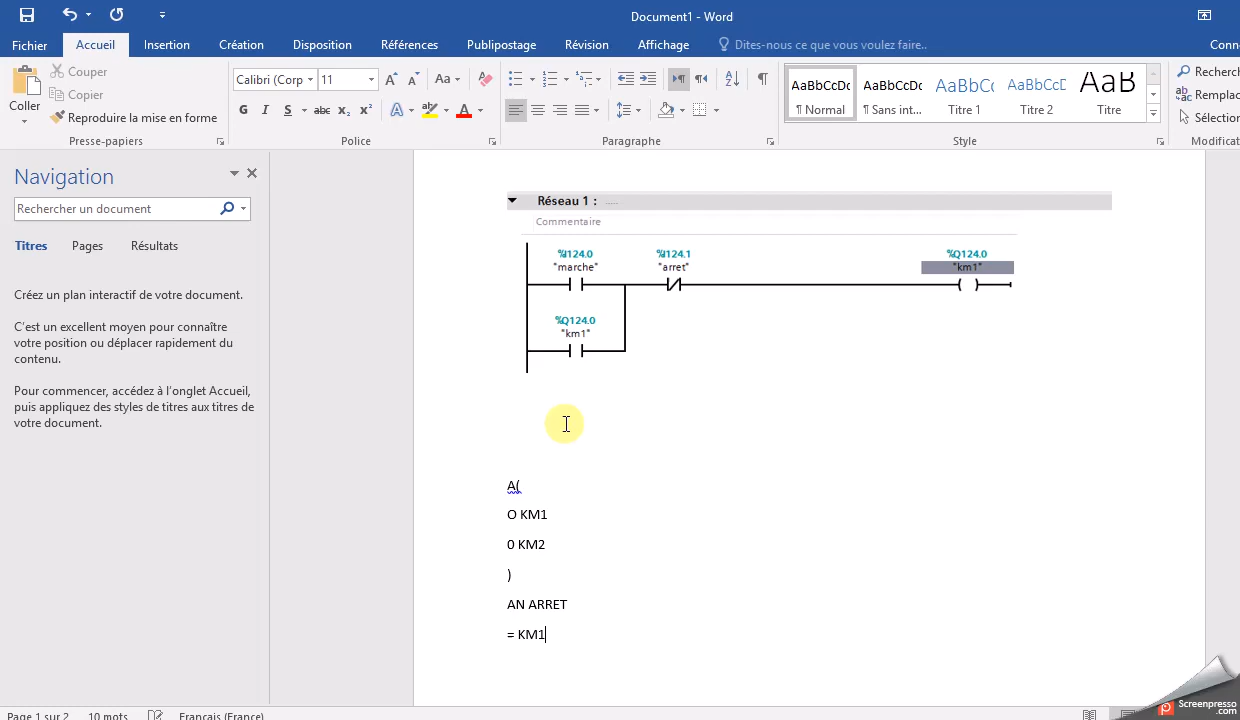 Document1 - Word
Conne
Fichier
Accueil
Insertion
Création
Disposition
Références
Publipostage
Révision
Affichage
Dites-nous ce que vous voulez faire..
Coller
Couper
Copier
Reproduire la mise en forme
Presse-papiers
Calibri (Corp
11
A
A
Aa
G
I
S
abc
x₂
x²
A
A
Police
Paragraphe
AaBbCcDc
¶ Normal
AaBbCcDc
¶ Sans int...
AaBbCc
Titre 1
AaBbCcD
Titre 2
AaB
Titre
Style
Recherch
Remplac
Sélection
Modificat
Navigation
Rechercher un document
Titres
Pages
Résultats
Créez un plan interactif de votre document.
C'est un excellent moyen pour connaître
votre position ou déplacer rapidement du
contenu.
Pour commencer, accédez à l'onglet Accueil,
puis appliquez des styles de titres aux titres de
votre document.
Réseau 1 : ......
Commentaire
%I124.0
"marche"
%I124.1
"arret"
%Q124.0
"km1"
%Q124.0
"km1"
A(
O KM1
0 KM2
)
AN ARRET
= KM1
Page 1 sur 2
10 mots
Français (France)
Screenpresso
.com